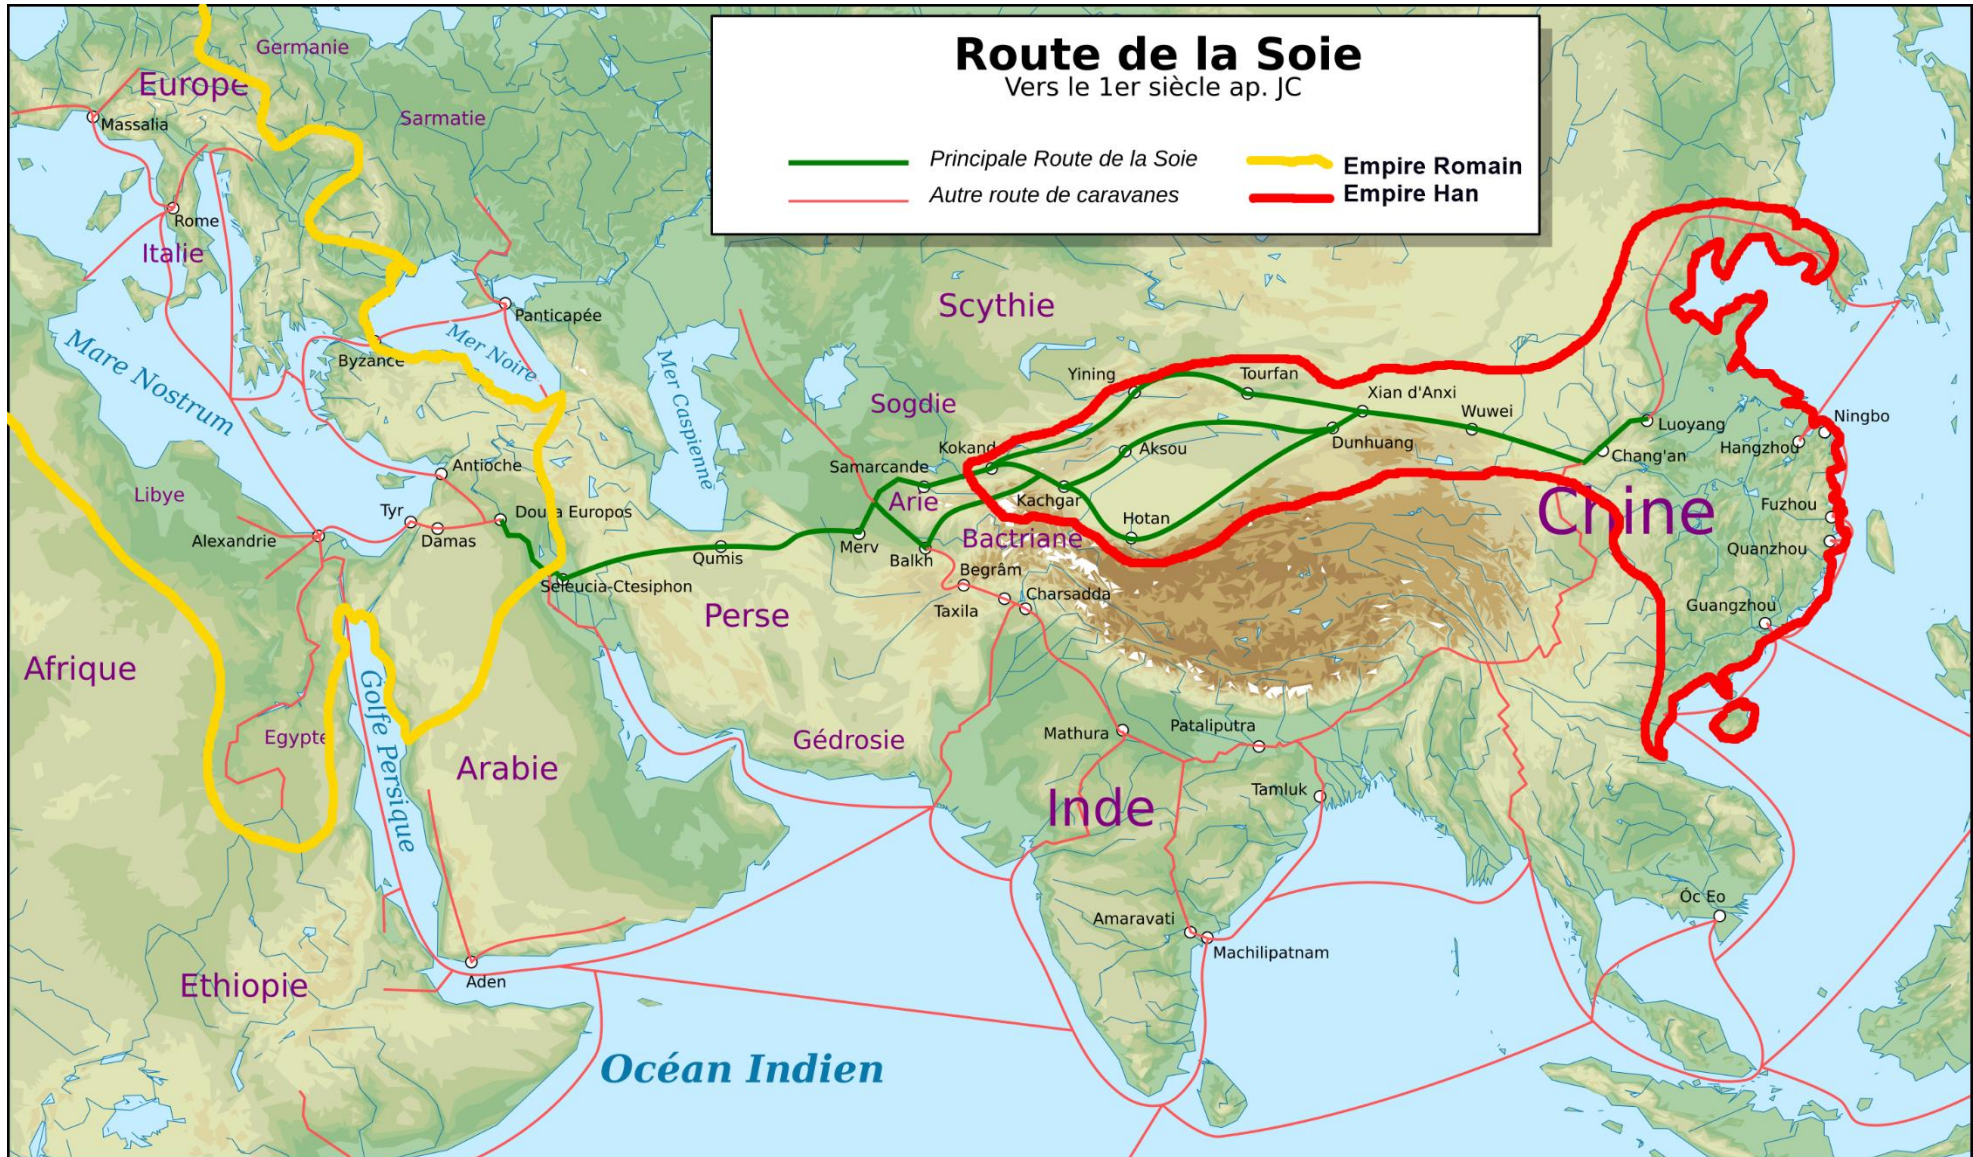 Route de la Soie
Vers le 1er siècle ap. JC
Principale Route de la Soie
Autre route de caravanes
Empire Romain
Empire Han
Germanie
Europe
Massalia
Sarmatie
Rome
Italie
Panticapée
Mer Noire
Byzance
Mare Nostrum
Mer Caspienne
Scythie
Sogdie
Yining
Tourfan
Xian d'Anxi
Wuwei
Luoyang
Ningbo
Hangzhou
Chang'an
Dunhuang
Aksou
Kokand
Samarcande
Arie
Kachgar
Hotan
Chine
Fuzhou
Quanzhou
Guangzhou
Antioche
Libye
Tyr
Doura Europos
Damas
Alexandrie
Seleucia-Ctesiphon
Qumis
Merv
Balkh
Bactriane
Begrâm
Charsadda
Taxila
Perse
Afrique
Golfe Persique
Egypte
Arabie
Gédrosie
Mathura
Pataliputra
Inde
Tamluk
Óc Eo
Amaravati
Machilipatnam
Ethiopie
Aden
Océan Indien